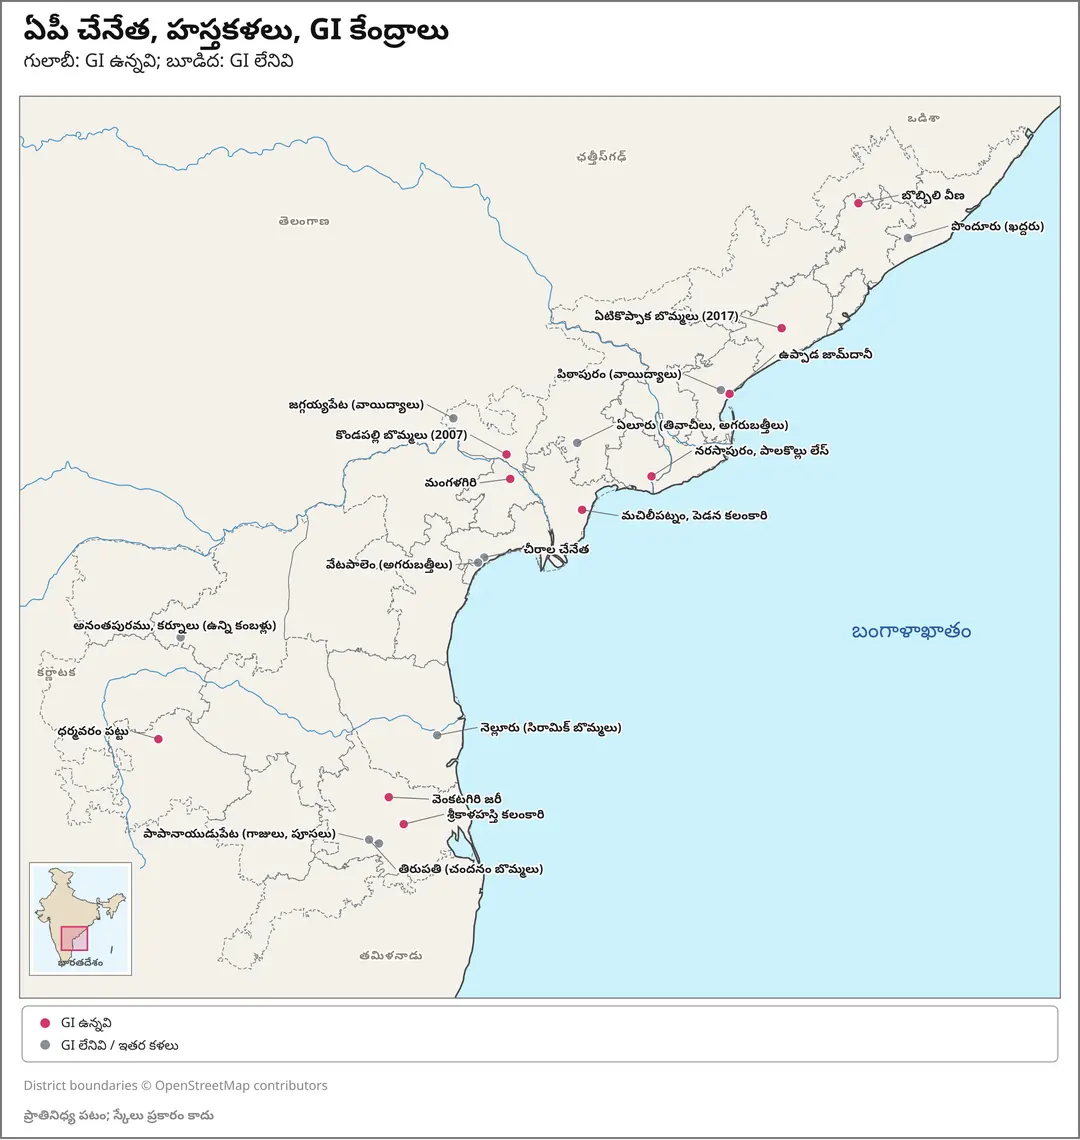 ఏపీ చేనేత, హస్తకళలు, GI కేంద్రాలు
గులాబీ: GI ఉన్నవి; బూడిద: GI లేనివి
ఒడిశా
ఛత్తీస్‌గఢ్
తెలంగాణ
బొబ్బిలి వీణ
పొందూరు (ఖద్దరు)
ఏటికొప్పాక బొమ్మలు (2017)
ఉప్పాడ జామ్‌దానీ
పిఠాపురం (వాయిద్యాలు)
జగ్గయ్యపేట (వాయిద్యాలు)
ఏలూరు (తివాచీలు, అగరుబత్తీలు)
కొండపల్లి బొమ్మలు (2007)
నరసాపురం, పాలకొల్లు లేస్
మంగళగిరి
మచిలీపట్నం, పెడన కలంకారి
చీరాల చేనేత
వేటపాలెం (అగరుబత్తీలు)
అనంతపురము, కర్నూలు (ఉన్ని కంబళ్లు)
బంగాళాఖాతం
కర్ణాటక
ధర్మవరం పట్టు
నెల్లూరు (సిరామిక్ బొమ్మలు)
వెంకటగిరి జరీ
శ్రీకాళహస్తి కలంకారి
పాపానాయుడుపేట (గాజులు, పూసలు)
తిరుపతి (చందనం బొమ్మలు)
తమిళనాడు
భారతదేశం
GI ఉన్నవి
GI లేనివి / ఇతర కళలు
District boundaries © OpenStreetMap contributors
ప్రాతినిధ్య పటం; స్కేలు ప్రకారం కాదు